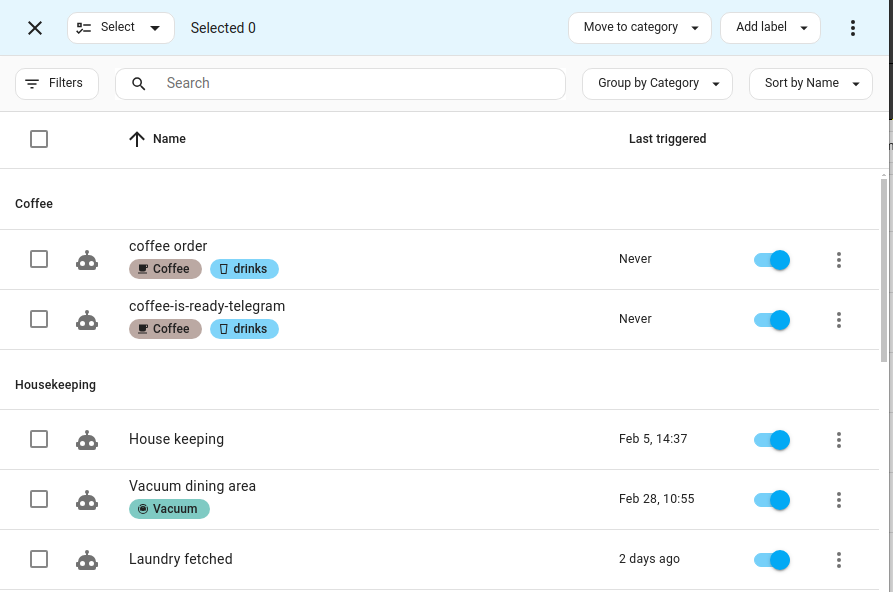 Select Selected 0 Move to category Add label
Filters Search Group by Category Sort by Name
Name Last triggered
Coffee
coffee order
Coffee drinks
Never
coffee-is-ready-telegram
Coffee drinks
Never
Housekeeping
House keeping Feb 5, 14:37
Vacuum dining area
Vacuum
Feb 28, 10:55
Laundry fetched 2 days ago